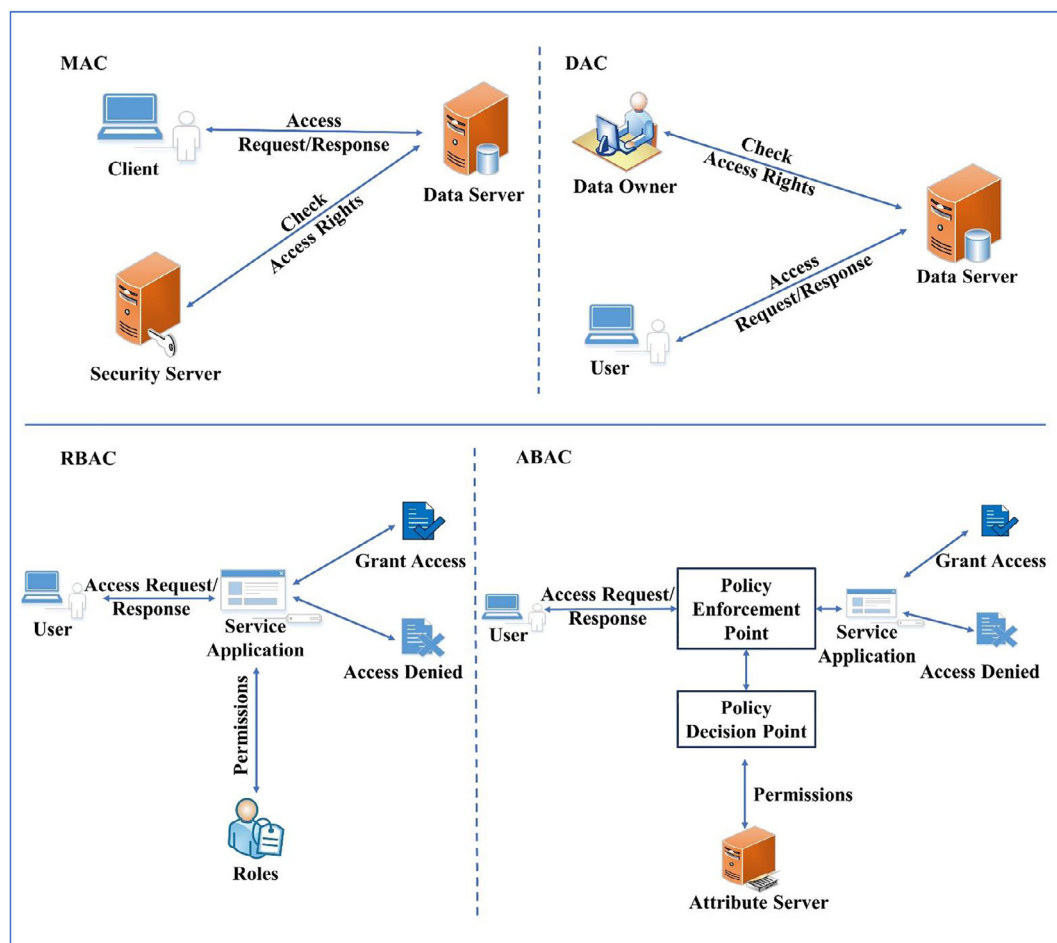 MAC
Access
Request/Response
Client
Data Server
Check
Access Rights
Security Server
DAC
Data Owner
Check
Access Rights
Data Server
Access
Request/Response
User
RBAC
Grant Access
Access Request/
Response
User
Service
Application
Access Denied
Permissions
Roles
ABAC
Grant Access
Access Request/
Response
User
Policy
Enforcement
Point
Service
Application
Access Denied
Policy
Decision Point
Permissions
Attribute Server